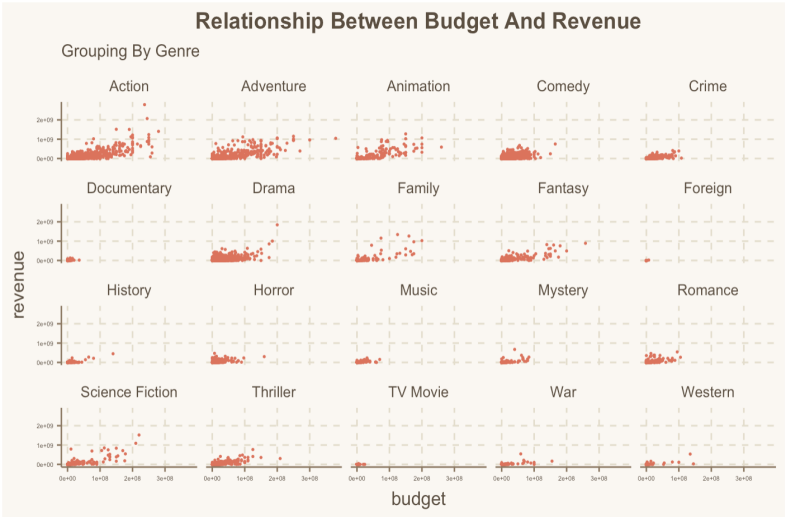 Relationship Between Budget And Revenue
Grouping By Genre
Action Adventure Animation Comedy Crime
2e+09
1e+09
0e+00
Documentary Drama Family Fantasy Foreign
2e+09
1e+09
0e+00
revenue
History Horror Music Mystery Romance
2e+09
1e+09
0e+00
Science Fiction Thriller TV Movie War Western
2e+09
1e+09
0e+00
0e+00 1e+08 2e+08 3e+08 0e+00 1e+08 2e+08 3e+08 0e+00 1e+08 2e+08 3e+08 0e+00 1e+08 2e+08 3e+08 0e+00 1e+08 2e+08 3e+08
budget